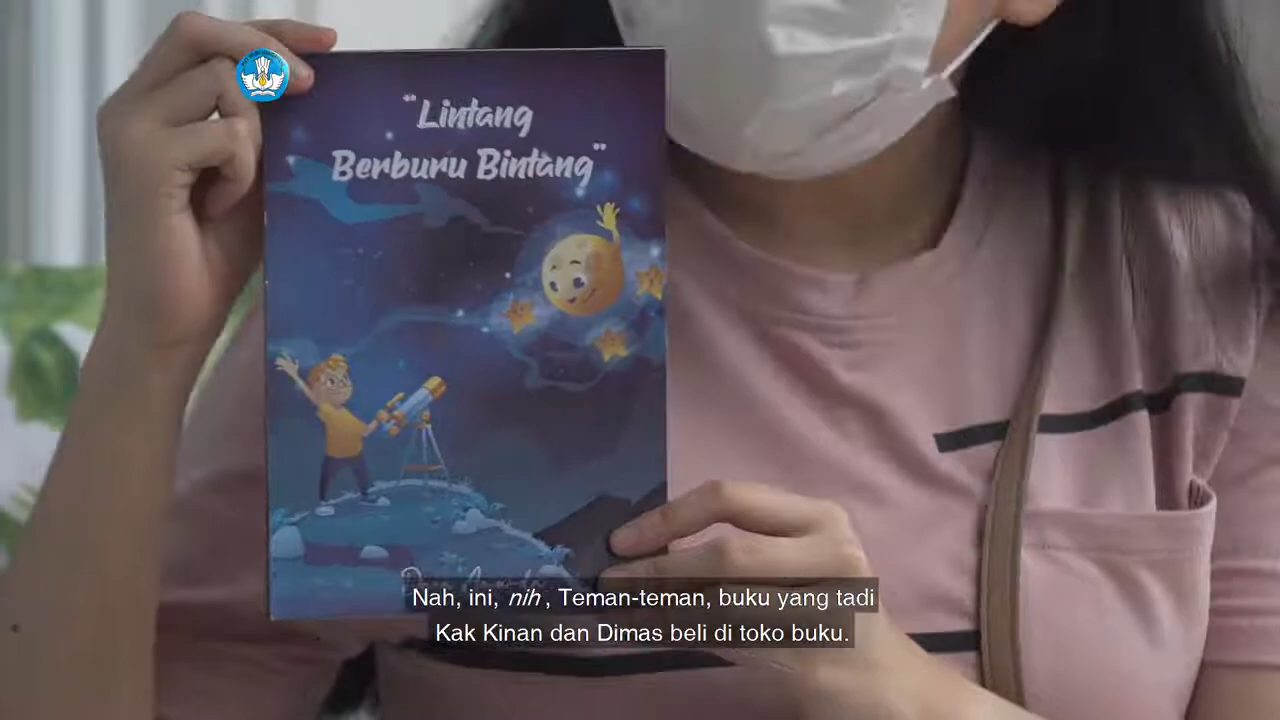 "Lintang
Berburu Bintang"
Nah, ini, nih, Teman-teman, buku yang tadi
Kak Kinan dan Dimas beli di toko buku.